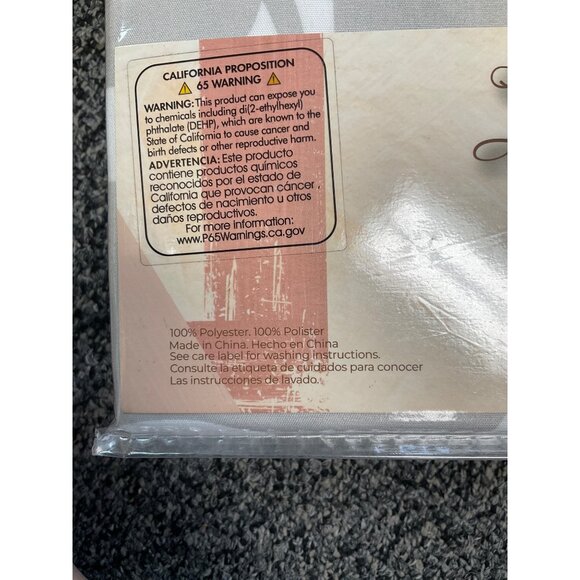 CALIFORNIA PROPOSITION
65 WARNING
WARNING: This product can expose you
to chemicals including di(2-ethylhexyl)
phthalate (DEHP), which are known to the
State of California to cause cancer and
birth defects or other reproductive harm.
ADVERTENCIA: Este producto
contiene productos químicos
reconocidos por el estado de
California que provocan cáncer ,
defectos de nacimiento u otros
daños reproductivos.
For more information:
www.P65Warnings.ca.gov
100% Polyester. 100% Polister
Made in China. Hecho en China
See care label for washing instructions.
Consulte la etiqueta de cuidados para conocer
Las instrucciones de lavado.